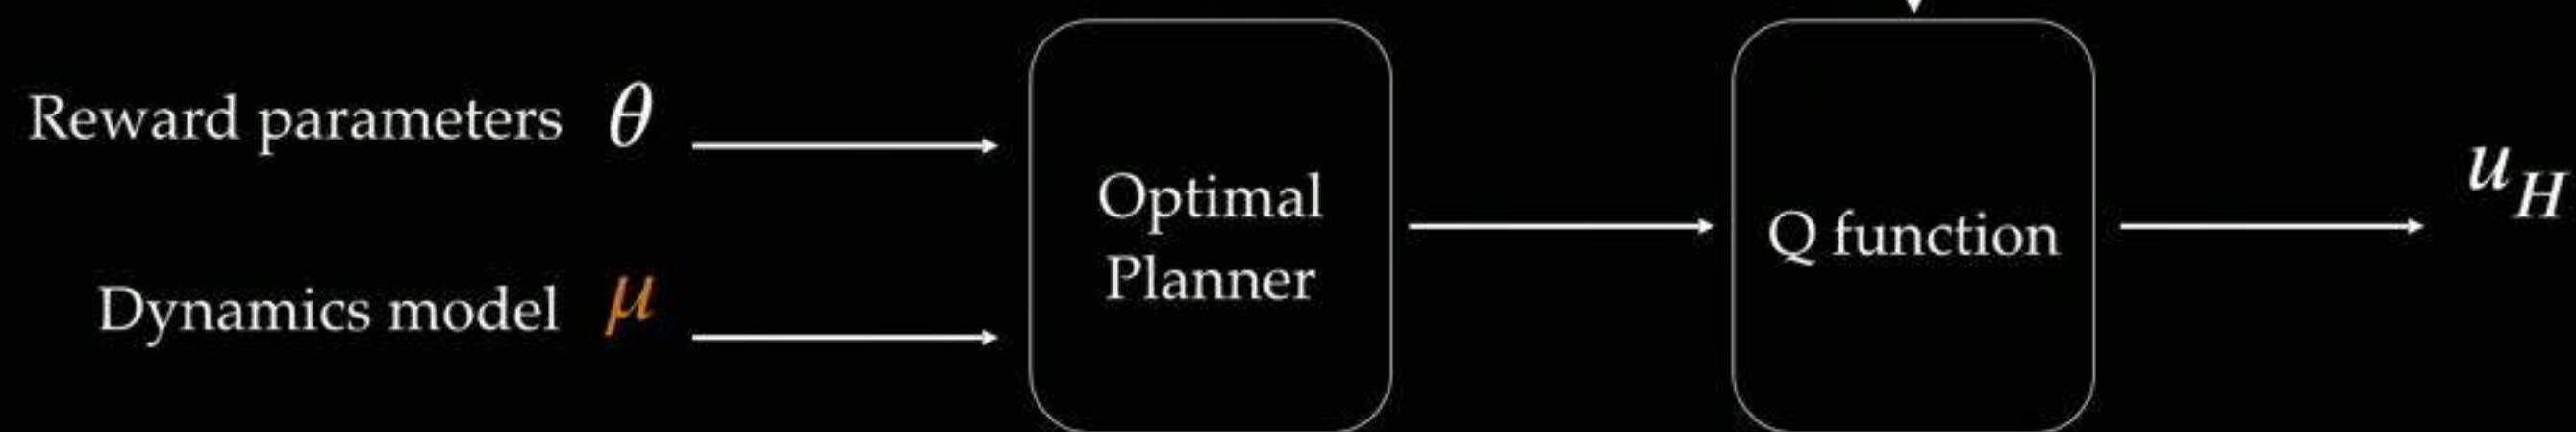 Reward parameters θ
Dynamics model μ
Optimal
Planner
Q function
u_H